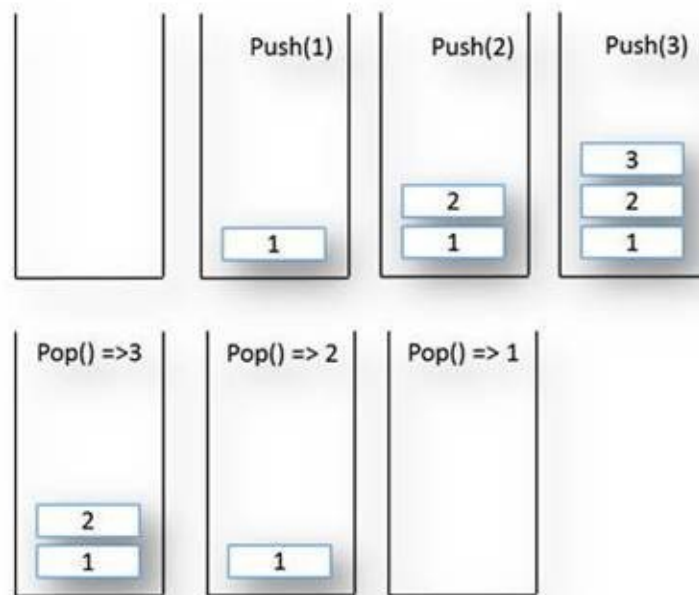 Push(1)
Push(2)
Push(3)
3
2
2
1
1
1
Pop() =>3
Pop() => 2
Pop() => 1
2
1
1